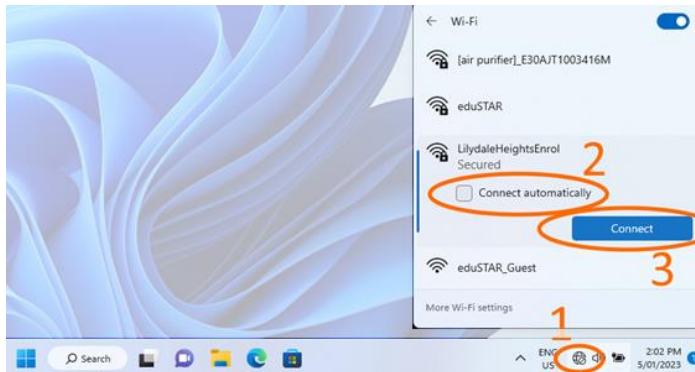 Wi-Fi
[air purifier]_E30AJT1003416M
eduSTAR
LilydaleHeightsEnrol
Secured
2
Connect automatically
Connect
3
eduSTAR_Guest
More Wi-Fi settings
1
Search
ENG
US
2:02 PM
5/01/2023